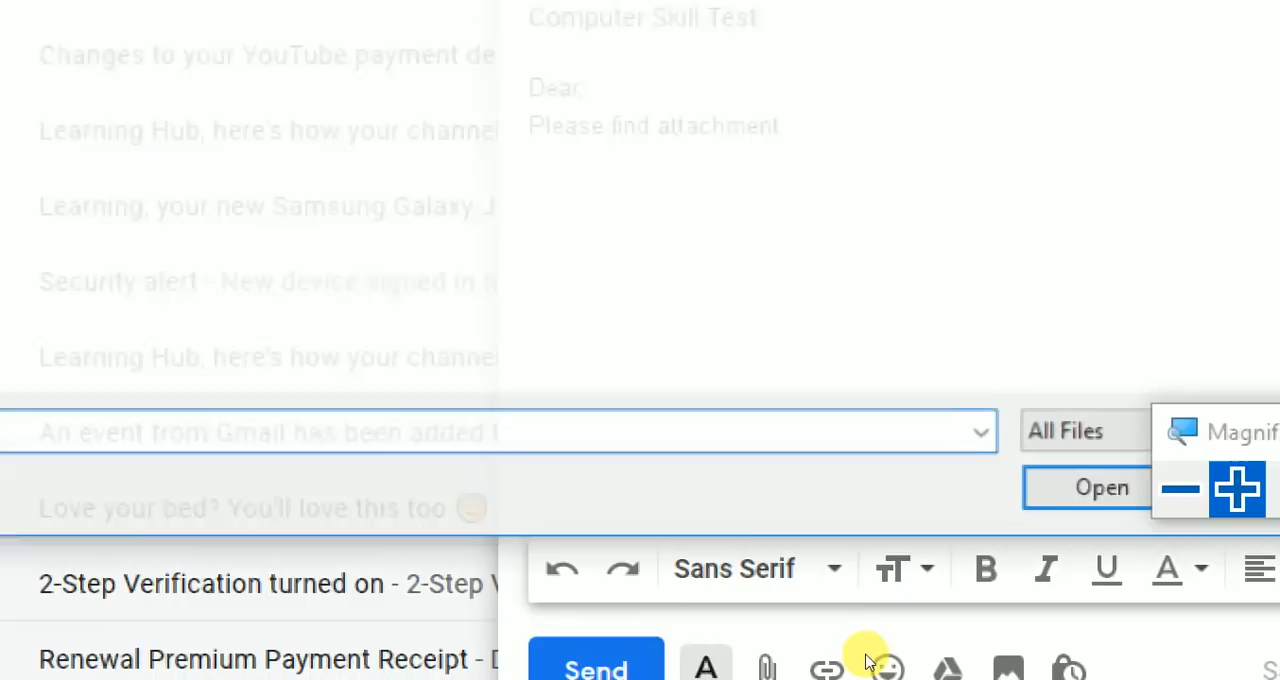 Computer Skill Test
Changes to your YouTube payment de
Dear,
Please find attachment
Learning Hub, here's how your channe
Learning, your new Samsung Galaxy J
Security alert - New device signed in
Learning Hub, here's how your channe
An event from Gmail has been added
All Files
Magnif
Open
Love your bed? You'll love this too 😊
2-Step Verification turned on - 2-Step
Sans Serif
Renewal Premium Payment Receipt -
Send